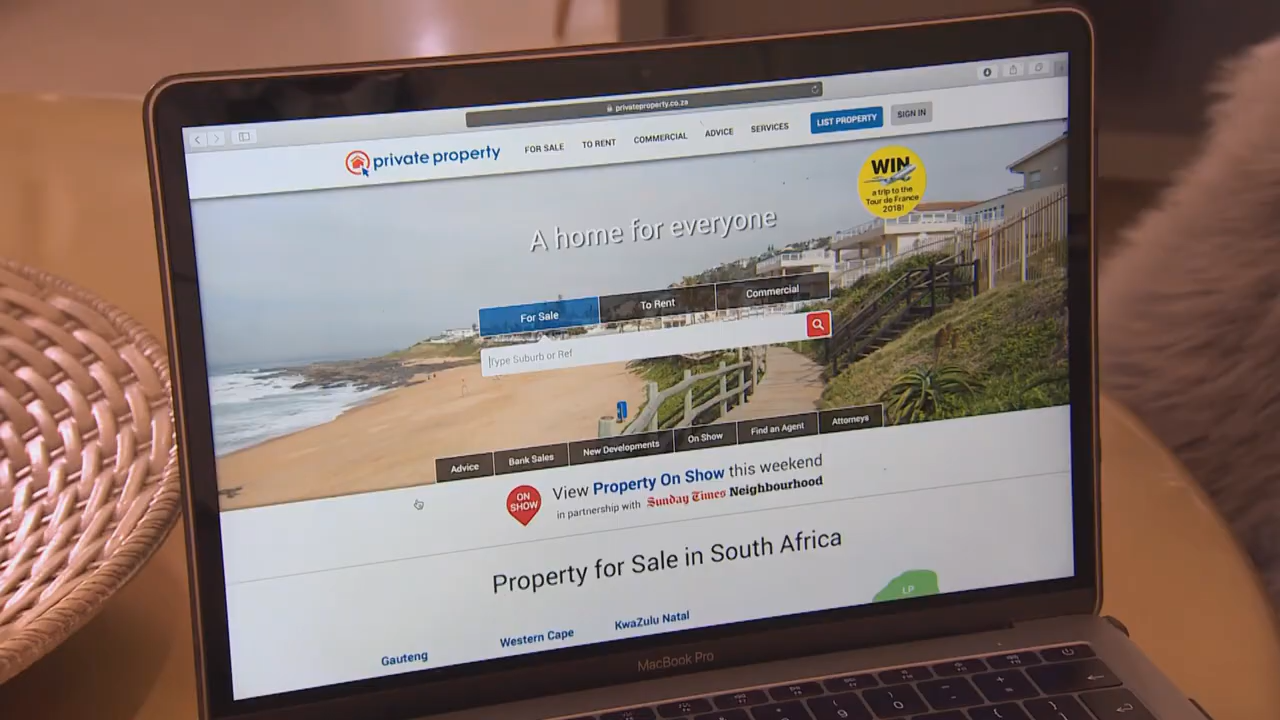 privateproperty.co.za
private property
FOR SALE
TO RENT
COMMERCIAL
ADVICE
SERVICES
LIST PROPERTY
SIGN IN
WIN
a trip to the
Tour de France
2018!
A home for everyone
For Sale
To Rent
Commercial
Type Suburb or Ref
Advice
Bank Sales
New Developments
On Show
Find an Agent
Attorneys
ON
SHOW
View Property On Show this weekend
in partnership with Sunday Times Neighbourhood
Property for Sale in South Africa
LP
Gauteng
Western Cape
KwaZulu Natal
MacBook Pro